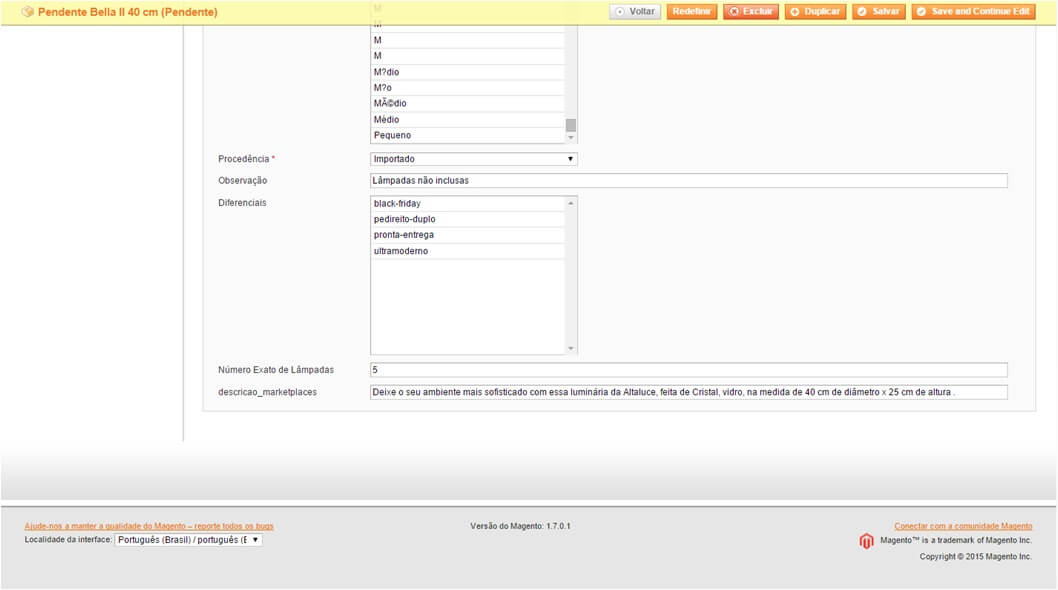 Pendente Bella II 40 cm (Pendente)
Voltar Redefinir Excluir Duplicar Salvar Save and Continue Edit
M
M
M
M
M?dio
M?o
MÃ©dio
Médio
Pequeno
Procedência * Importado
Observação Lâmpadas não inclusas
Diferenciais
black-friday
pedireito-duplo
pronta-entrega
ultramoderno
Número Exato de Lâmpadas 5
descricao_marketplaces Deixe o seu ambiente mais sofisticado com essa luminária da Altaluce, feita de Cristal, vidro, na medida de 40 cm de diâmetro x 25 cm de altura .
Ajude-nos a manter a qualidade do Magento – reporte todos os bugs
Localidade da interface: Português (Brasil) / português (E
Versão do Magento: 1.7.0.1
Conectar com a comunidade Magento
Magento™ is a trademark of Magento Inc.
Copyright © 2015 Magento Inc.